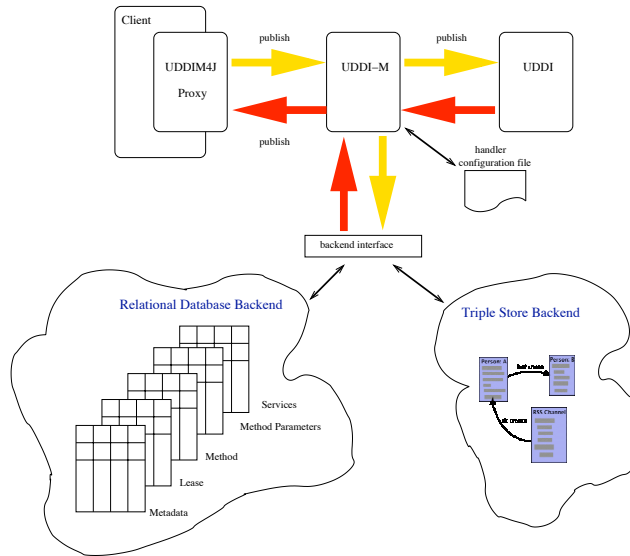 Client
publish
publish
UDDIM4J
Proxy
UDDI-M
UDDI
publish
handler
configuration file
backend interface
Relational Database Backend
Triple Store Backend
Person: A
Person: B
RSS Channel
Services
Method Parameters
Method
Lease
Metadata